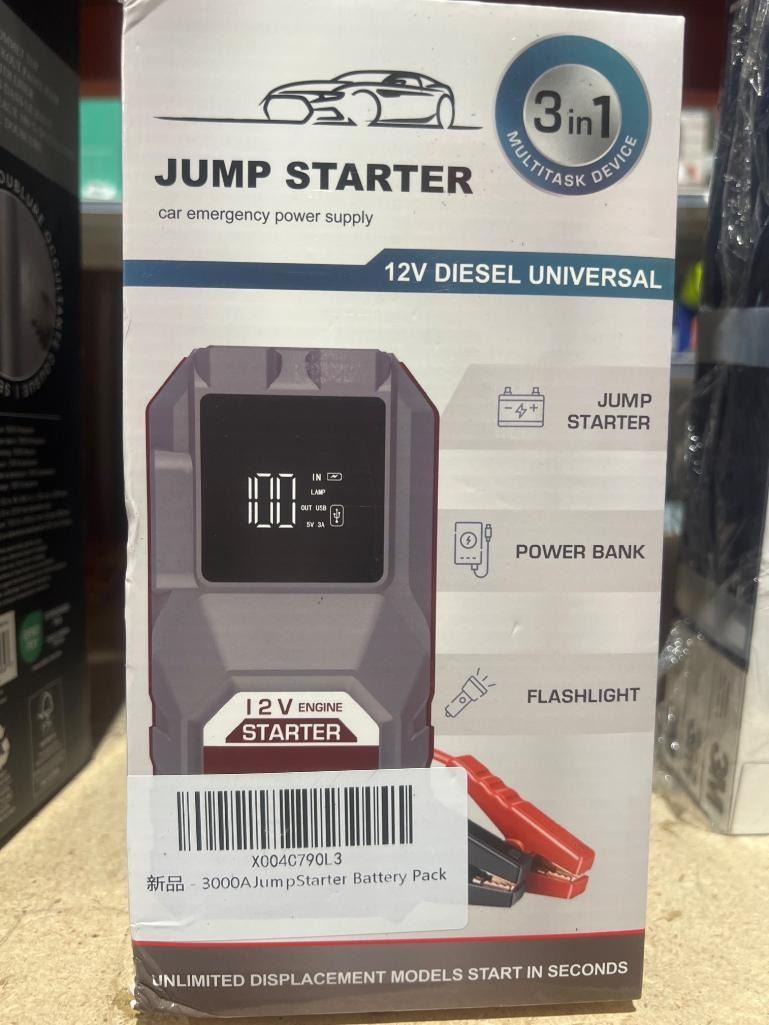 JUMP STARTER
car emergency power supply
3 in 1
MULTITASK DEVICE
12V DIESEL UNIVERSAL
100
IN
LAMP
OUT USB
5V 3A
JUMP
STARTER
POWER BANK
FLASHLIGHT
12V ENGINE
STARTER
X004C790L3
新品 - 3000AJumpStarter Battery Pack
UNLIMITED DISPLACEMENT MODELS START IN SECONDS
3M